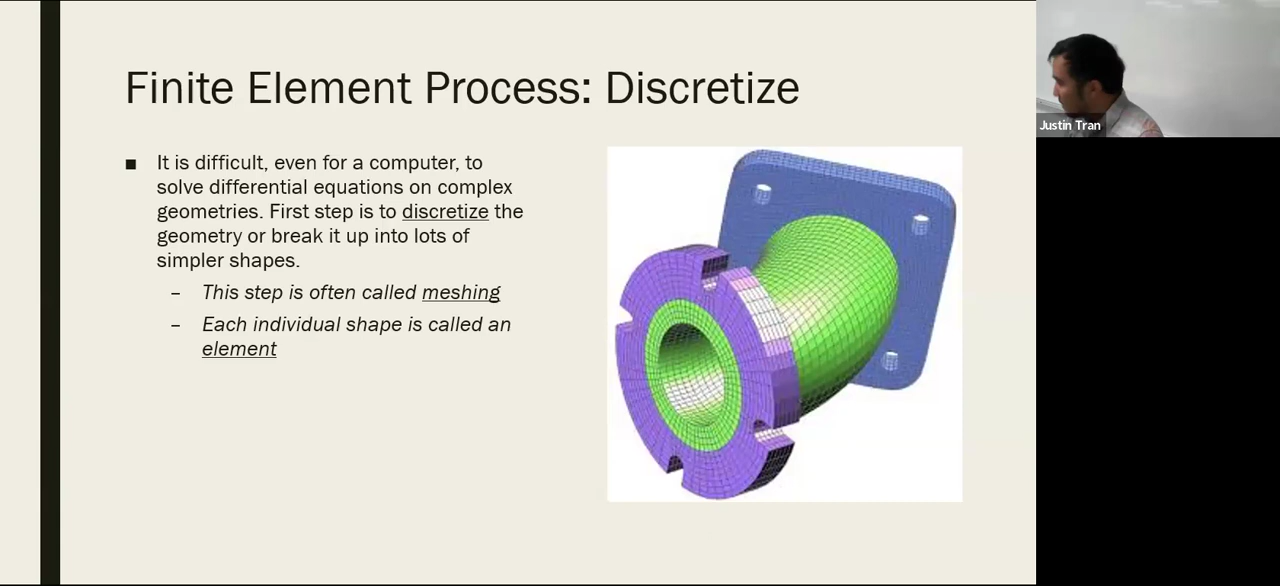 Finite Element Process: Discretize
■ It is difficult, even for a computer, to
solve differential equations on complex
geometries. First step is to discretize the
geometry or break it up into lots of
simpler shapes.
– This step is often called meshing
– Each individual shape is called an
element
Justin Tran